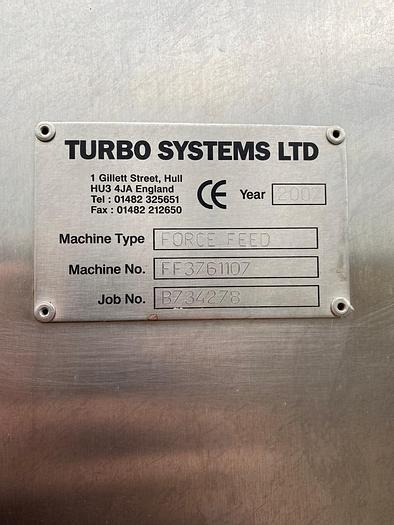 TURBO SYSTEMS LTD
1 Gillett Street, Hull
HU3 4JA England
Tel : 01482 325651
Fax : 01482 212650
CE
Year 2007
Machine Type FORCE FEED
Machine No. FF3761107
Job No. B734278